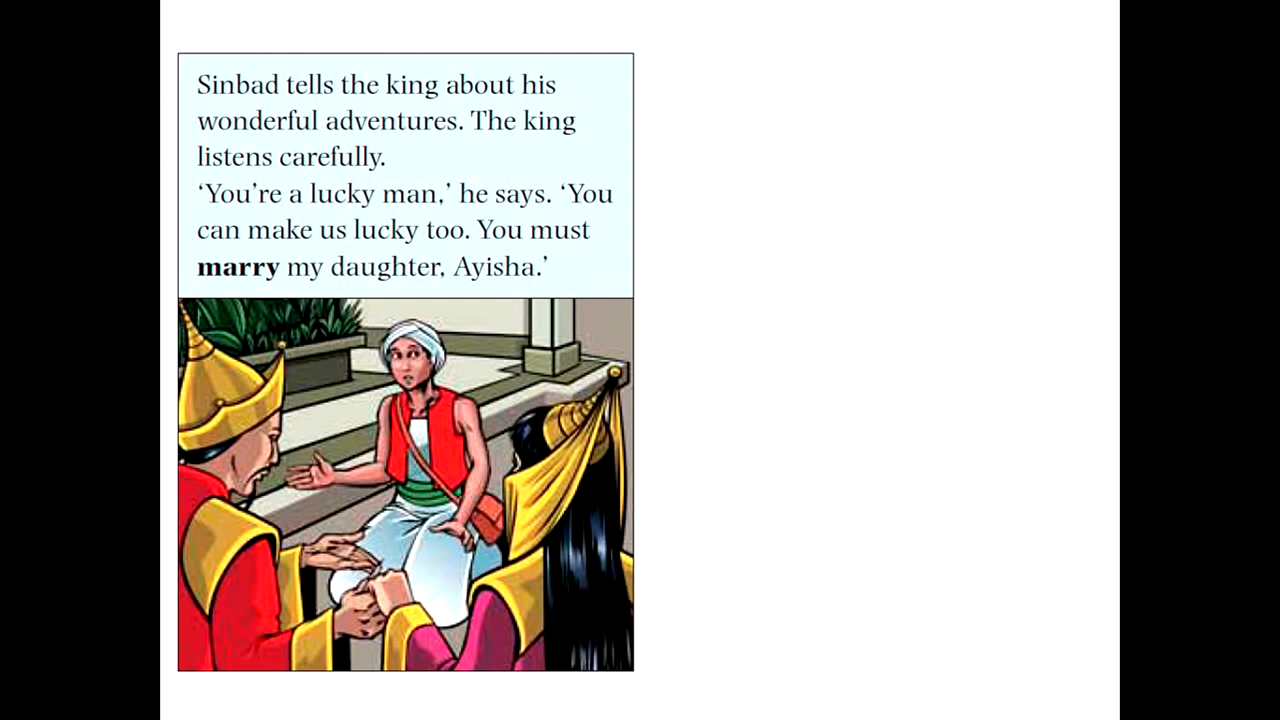 Sinbad tells the king about his
wonderful adventures. The king
listens carefully.
‘You’re a lucky man,’ he says. ‘You
can make us lucky too. You must
marry my daughter, Ayisha.’